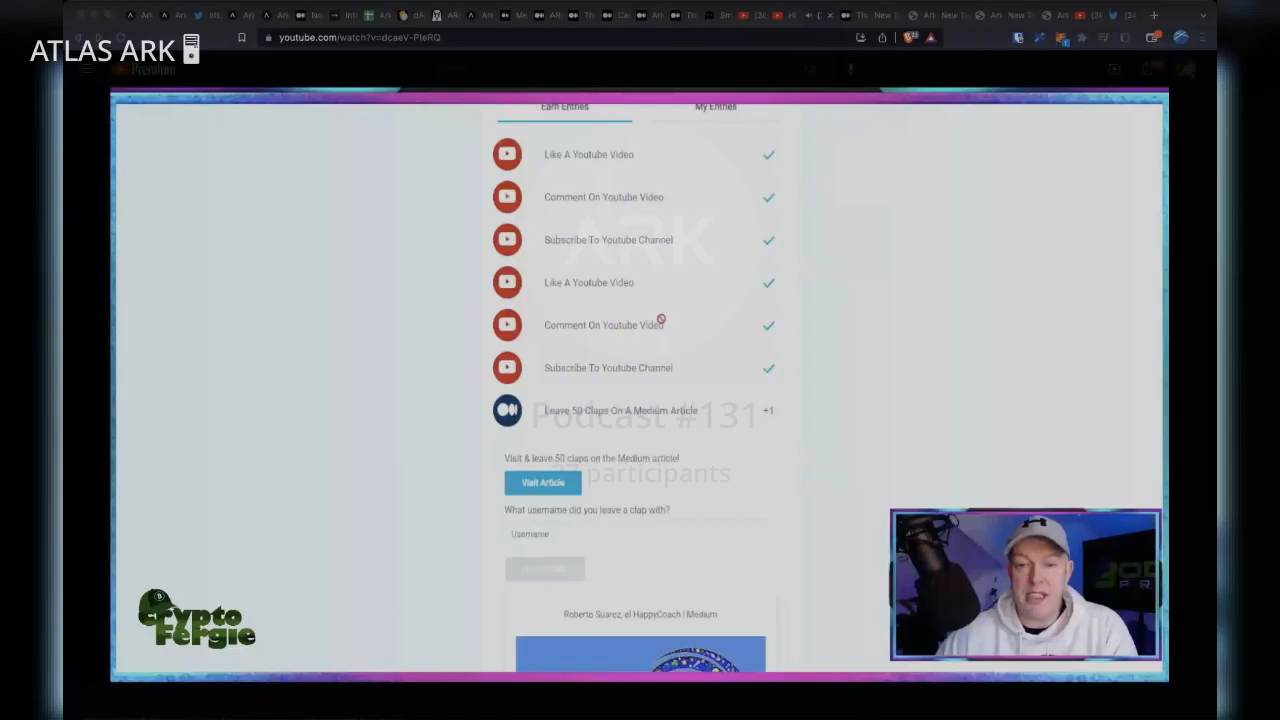 ATLAS ARK
youtube.com/watch?v=dcaeV-PIeRQ
Premium
Earn Entries
My Entries
Like A Youtube Video
Comment On Youtube Video
ARK
Subscribe To Youtube Channel
Like A Youtube Video
Comment On Youtube Video
Subscribe To Youtube Channel
Leave 50 Claps On A Medium Article +1
Podcast #131
Visit & leave 50 claps on the Medium article!
participants
Visit Article
What username did you leave a clap with?
Username
Roberto Suarez, el HappyCoach | Medium
Crypto
Fergie